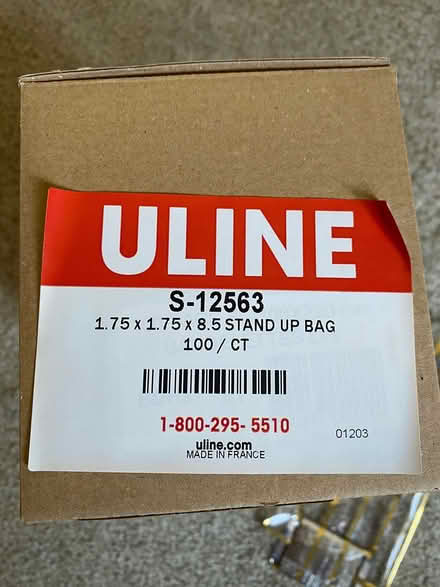 ULINE
S-12563
1.75 x 1.75 x 8.5 STAND UP BAG
100 / CT
1-800-295- 5510
uline.com
MADE IN FRANCE
01203